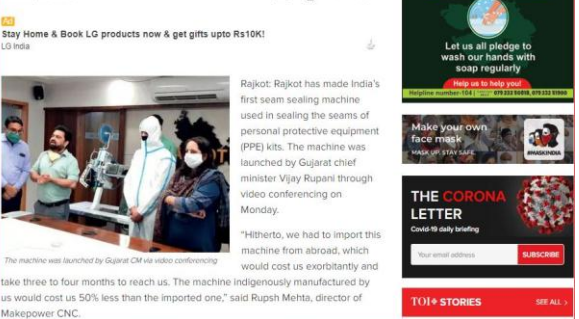 Ad
Stay Home & Book LG products now & get gifts upto Rs10K!
LG India
Rajkot: Rajkot has made India's
first seam sealing machine
used in sealing the seams of
personal protective equipment
(PPE) kits. The machine was
launched by Gujarat chief
minister Vijay Rupani through
video conferencing on
Monday.
The machine was launched by Gujarat CM via video conferencing
"Hitherto, we had to import this
machine from abroad, which
would cost us exorbitantly and
take three to four months to reach us. The machine indigenously manufactured by
us would cost us 50% less than the imported one," said Rupsh Mehta, director of
Makepower CNC.
Let us all pledge to
wash our hands with
soap regularly
Help us to help you!
Helpline number-104
Make your own
face mask
MASK UP. STAY SAFE.
#MASKINDIA
THE CORONA
LETTER
Covid-19 daily briefing
Your email address
SUBSCRIBE
TOI+ STORIES
SEE ALL >